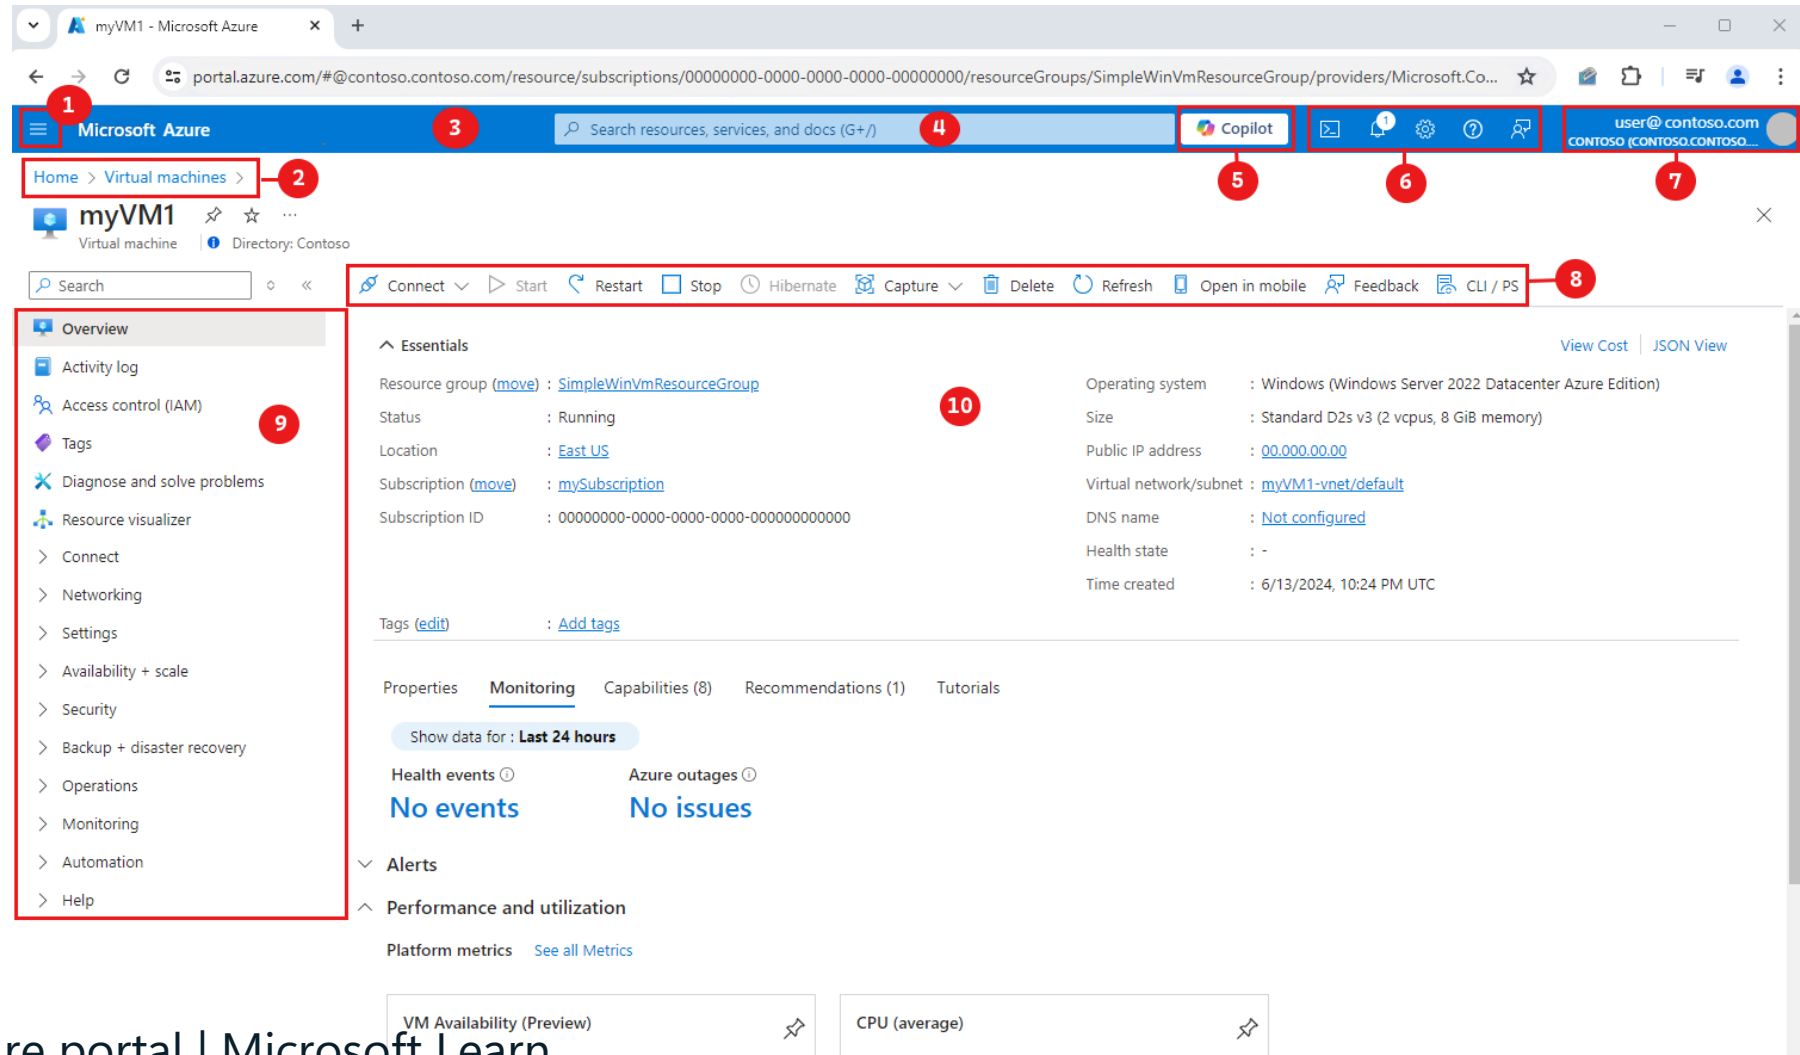 myVM1 - Microsoft Azure
portal.azure.com/#@contoso.contoso.com/resource/subscriptions/00000000-0000-0000-0000-00000000/resourceGroups/SimpleWinVmResourceGroup/providers/Microsoft.Co...
1
Microsoft Azure
3
Search resources, services, and docs (G+/)
4
Copilot
1
user@ contoso.com
CONTOSO (CONTOSO.CONTOSO....
Home > Virtual machines >
2
5
6
7
myVM1
Virtual machine
Directory: Contoso
Search
Connect
Start
Restart
Stop
Hibernate
Capture
Delete
Refresh
Open in mobile
Feedback
CLI / PS
8
Overview
Activity log
Access control (IAM)
9
Tags
Diagnose and solve problems
Resource visualizer
Connect
Networking
Settings
Availability + scale
Security
Backup + disaster recovery
Operations
Monitoring
Automation
Help
Essentials
View Cost
JSON View
Resource group (move) : SimpleWinVmResourceGroup
Status : Running
Location : East US
Subscription (move) : mySubscription
Subscription ID : 00000000-0000-0000-0000-000000000000
10
Operating system : Windows (Windows Server 2022 Datacenter Azure Edition)
Size : Standard D2s v3 (2 vcpus, 8 GiB memory)
Public IP address : 00.000.00.00
Virtual network/subnet : myVM1-vnet/default
DNS name : Not configured
Health state : -
Time created : 6/13/2024, 10:24 PM UTC
Tags (edit) : Add tags
Properties
Monitoring
Capabilities (8)
Recommendations (1)
Tutorials
Show data for : Last 24 hours
Health events
No events
Azure outages
No issues
Alerts
Performance and utilization
Platform metrics
See all Metrics
VM Availability (Preview)
CPU (average)
re portal | Microsoft Learn